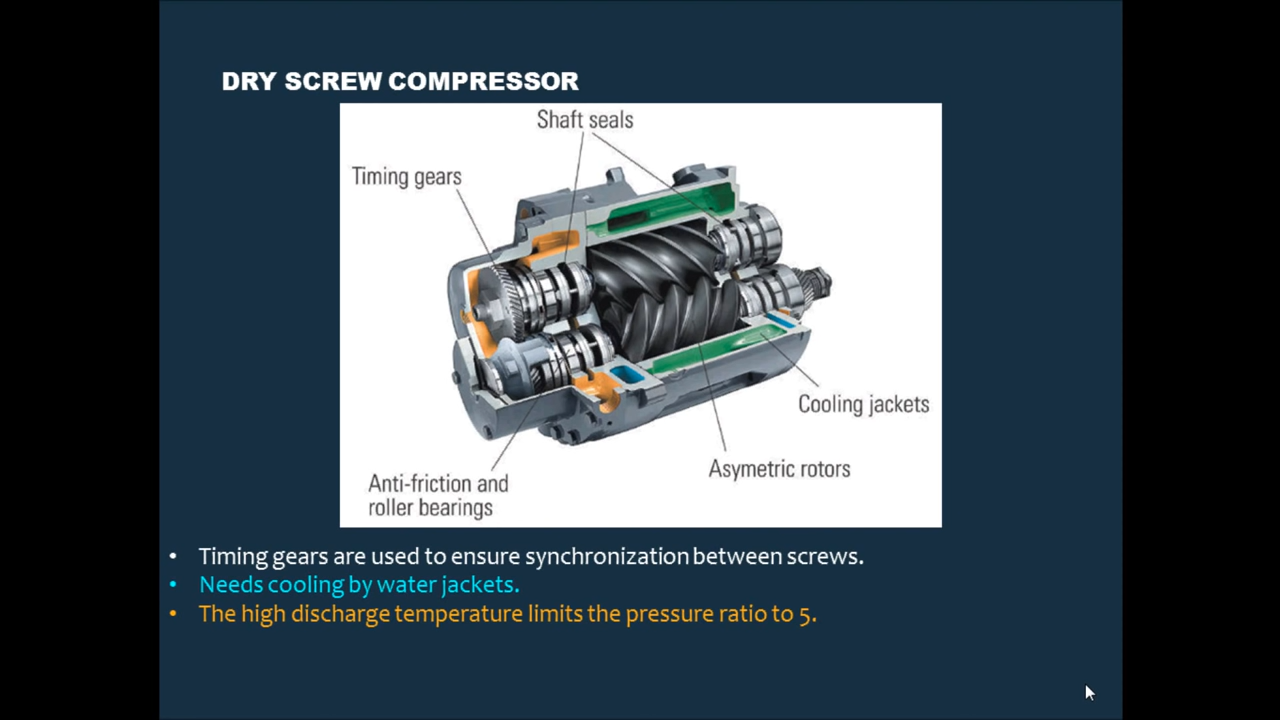 DRY SCREW COMPRESSOR
Shaft seals
Timing gears
Cooling jackets
Asymetric rotors
Anti-friction and
roller bearings
• Timing gears are used to ensure synchronization between screws.
• Needs cooling by water jackets.
• The high discharge temperature limits the pressure ratio to 5.